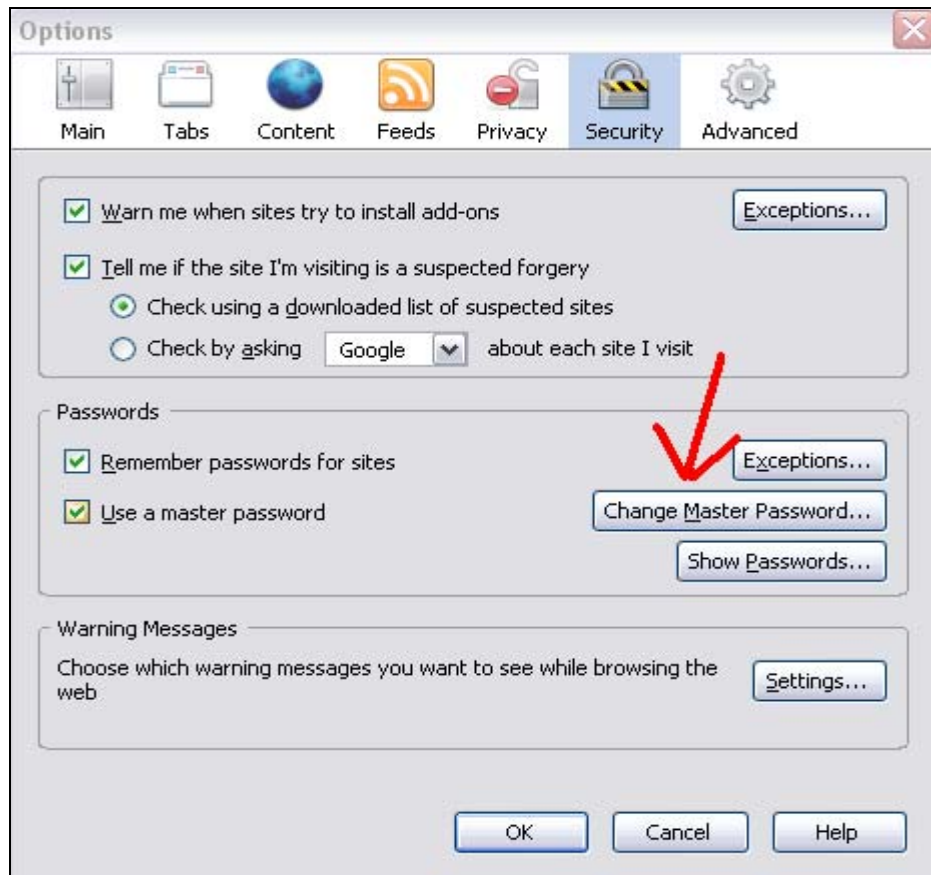 Options
Main Tabs Content Feeds Privacy Security Advanced
Warn me when sites try to install add-ons Exceptions...
Tell me if the site I'm visiting is a suspected forgery
Check using a downloaded list of suspected sites
Check by asking Google about each site I visit
Passwords
Remember passwords for sites Exceptions...
Use a master password Change Master Password...
Show Passwords...
Warning Messages
Choose which warning messages you want to see while browsing the
web
Settings...
OK Cancel Help